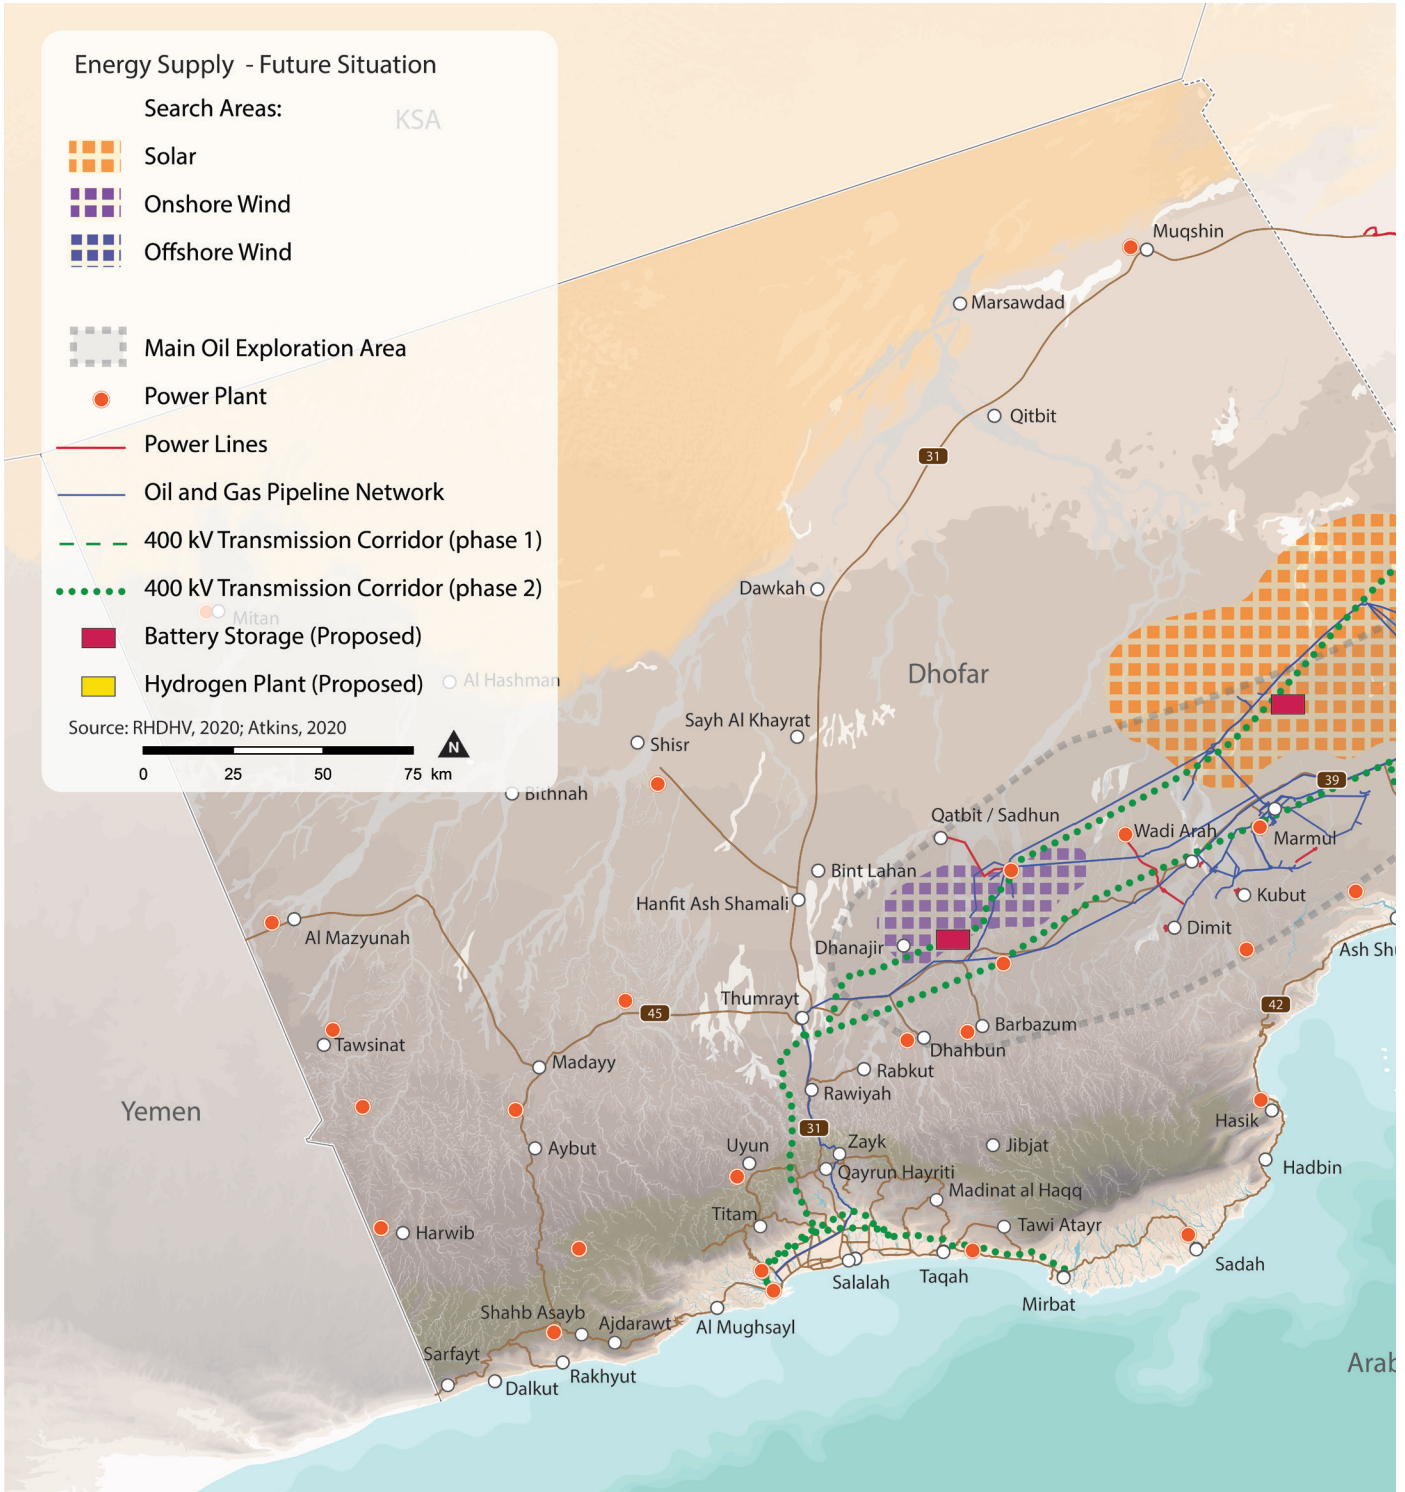 Energy Supply - Future Situation
Search Areas:
KSA
Solar
Onshore Wind
Offshore Wind
Main Oil Exploration Area
Power Plant
Power Lines
Oil and Gas Pipeline Network
400 kV Transmission Corridor (phase 1)
400 kV Transmission Corridor (phase 2)
Mitan
Battery Storage (Proposed)
Hydrogen Plant (Proposed)
Al Hashman
Source: RHDHV, 2020; Atkins, 2020
N
0 25 50 75 km
Muqshin
Marsawdad
Qitbit
31
Dawkah
Dhofar
Sayh Al Khayrat
Shisr
39
Bithnah
Qatbit / Sadhun
Wadi Arah
Marmul
Bint Lahan
Kubut
Hanfit Ash Shamali
Al Mazyunah
Dhanajir
Dimit
Ash Shu
Thumrayt
42
45
Barbazum
Tawsinat
Dhahbun
Madayy
Rabkut
Rawiyah
Yemen
Hasik
31
Aybut
Uyun
Zayk
Jibjat
Qayrun Hayriti
Hadbin
Madinat al Haqq
Titam
Tawi Atayr
Harwib
Sadah
Salalah
Taqah
Mirbat
Shahb Asayb
Ajdarawt
Al Mughsayl
Sarfayt
Arab
Rakhyut
Dalkut